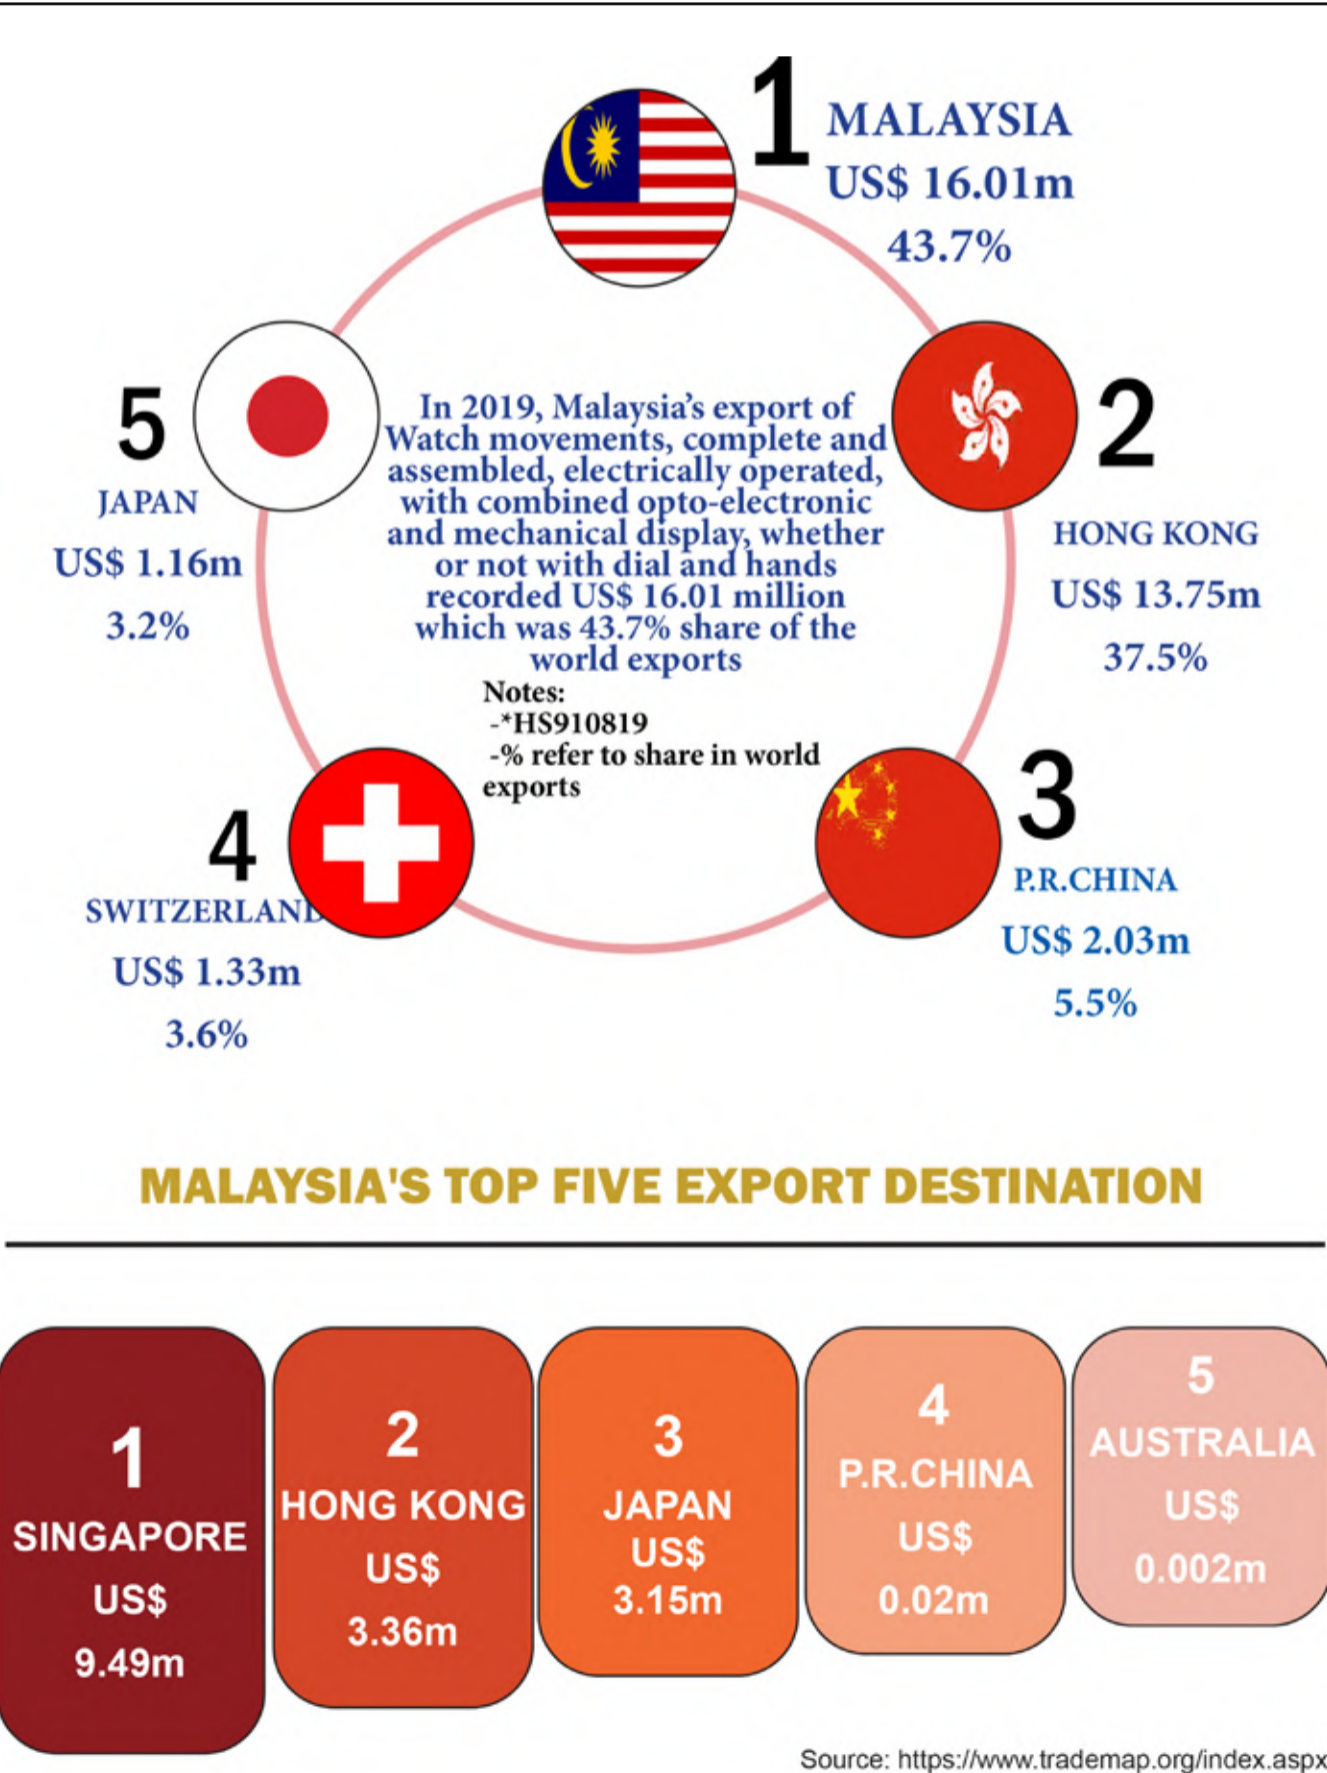 1
MALAYSIA
US$ 16.01m
43.7%
2
HONG KONG
US$ 13.75m
37.5%
3
P.R.CHINA
US$ 2.03m
5.5%
4
SWITZERLAND
US$ 1.33m
3.6%
5
JAPAN
US$ 1.16m
3.2%
In 2019, Malaysia’s export of
Watch movements, complete and
assembled, electrically operated,
with combined opto-electronic
and mechanical display, whether
or not with dial and hands
recorded US$ 16.01 million
which was 43.7% share of the
world exports
Notes:
-*HS910819
-% refer to share in world
exports
MALAYSIA'S TOP FIVE EXPORT DESTINATION
1
SINGAPORE
US$
9.49m
2
HONG KONG
US$
3.36m
3
JAPAN
US$
3.15m
4
P.R.CHINA
US$
0.02m
5
AUSTRALIA
US$
0.002m
Source: https://www.trademap.org/index.aspx